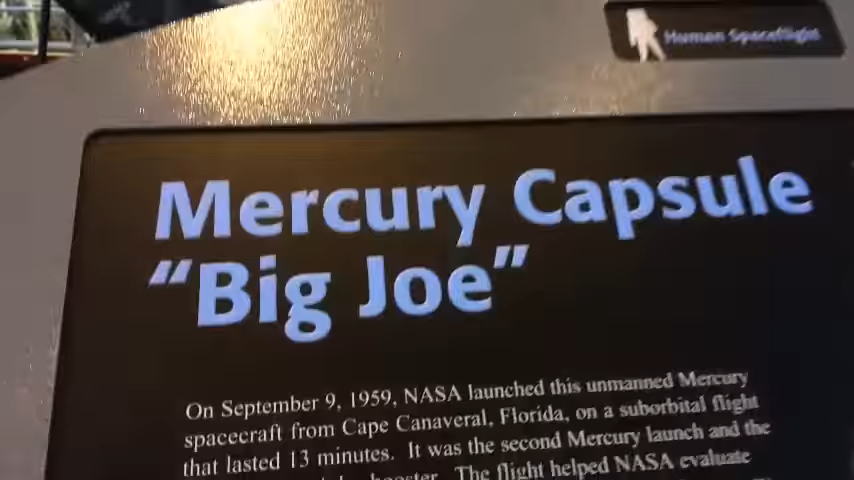 Human Spaceflight
Mercury Capsule
“Big Joe”
On September 9, 1959, NASA launched this unmanned Mercury
spacecraft from Cape Canaveral, Florida, on a suborbital flight
that lasted 13 minutes. It was the second Mercury launch and the
booster. The flight helped NASA evaluate